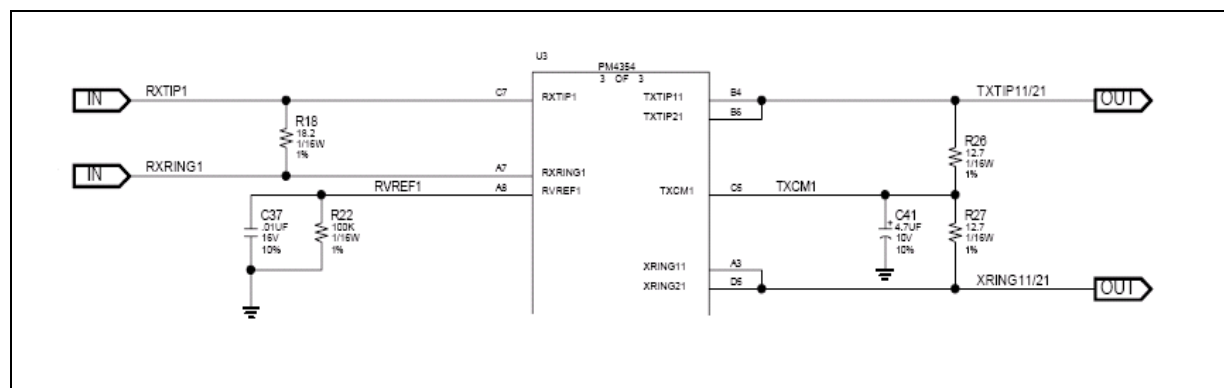 U3
PM4354
3 OF 3
IN
RXTIP1
C7
RXTIP1
TXTIP11
B4
TXTIP11/21
OUT
TXTIP21
B6
R18
18.2
1/16W
1%
R26
12.7
1/16W
1%
IN
RXRING1
A7
RXRING1
RVREF1
A8
RVREF1
TXCM1
C5
TXCM1
C37
.01UF
16V
10%
R22
100K
1/16W
1%
C41
+
4.7UF
10V
10%
R27
12.7
1/16W
1%
XRING11
A3
XRING21
D5
XRING11/21
OUT